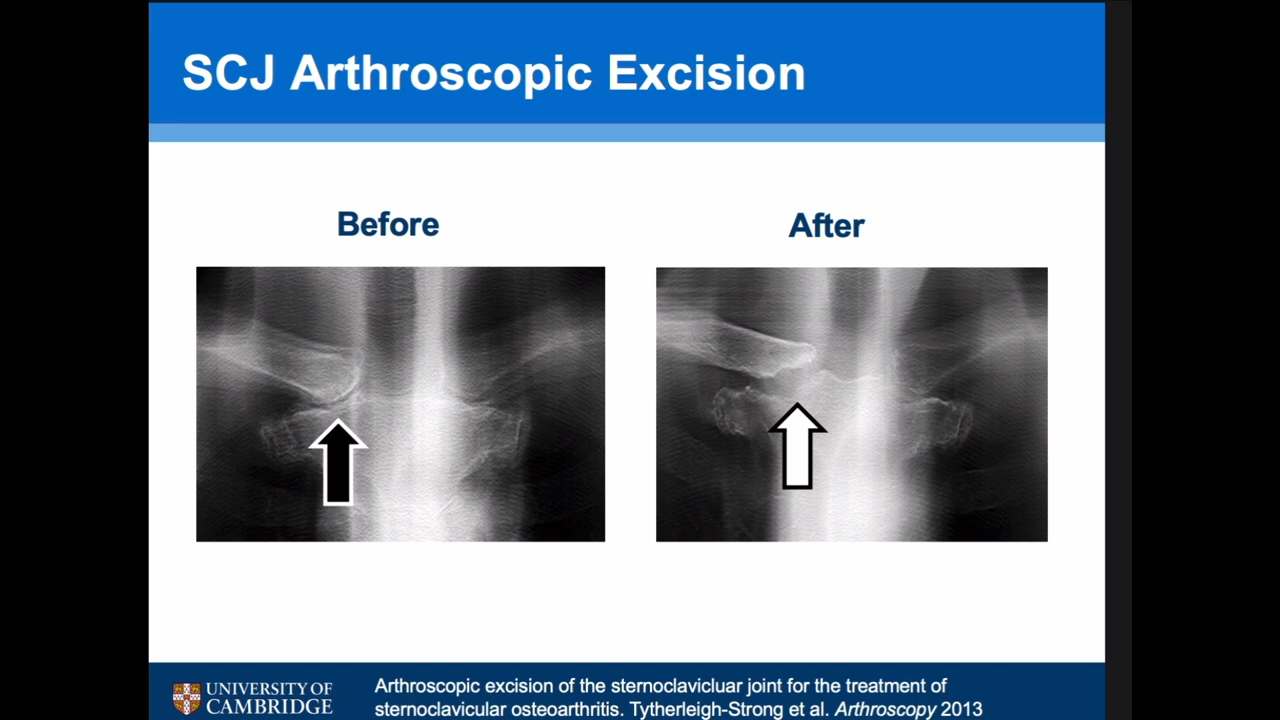 SCJ Arthroscopic Excision
Before
After
UNIVERSITY OF
CAMBRIDGE
Arthroscopic excision of the sternoclavicluar joint for the treatment of
sternoclavicular osteoarthritis. Tytherleigh-Strong et al. Arthroscopy 2013